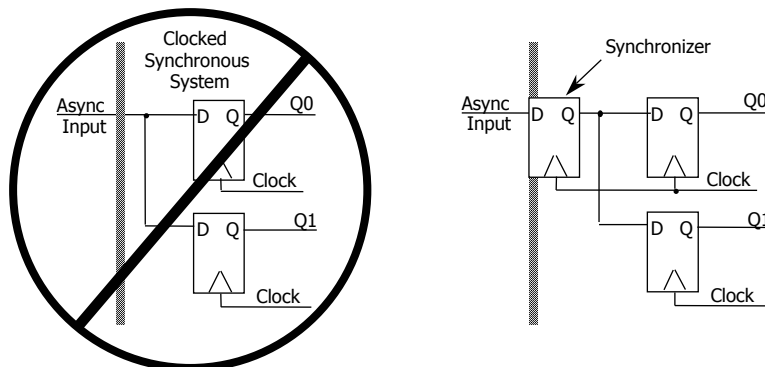 Clocked
Synchronous
System
Async
Input
D Q
Q0
Clock
D Q
Q1
Clock
Synchronizer
Async
Input
D Q
D Q
Q0
Clock
D Q
Q1
Clock